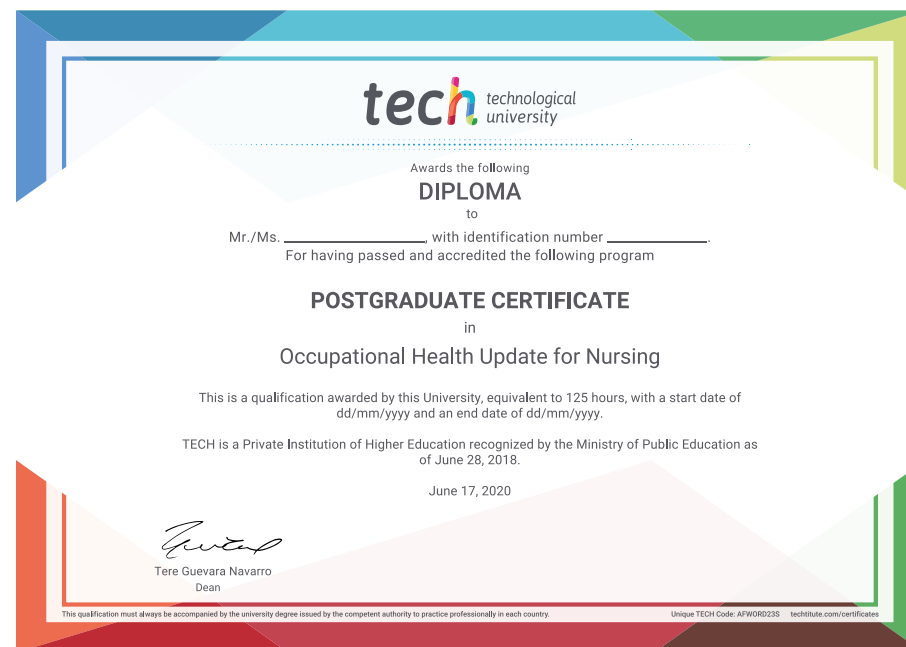 tech technological
university
Awards the following
DIPLOMA
to
Mr./Ms. ____________________, with identification number ______________.
For having passed and accredited the following program
POSTGRADUATE CERTIFICATE
in
Occupational Health Update for Nursing
This is a qualification awarded by this University, equivalent to 125 hours, with a start date of
dd/mm/yyyy and an end date of dd/mm/yyyy.
TECH is a Private Institution of Higher Education recognized by the Ministry of Public Education as
of June 28, 2018.
June 17, 2020
Tere Guevara Navarro
Dean
This qualification must always be accompanied by the university degree issued by the competent authority to practice professionally in each country. Unique TECH Code: AFWORD23S techtitute.com/certificates